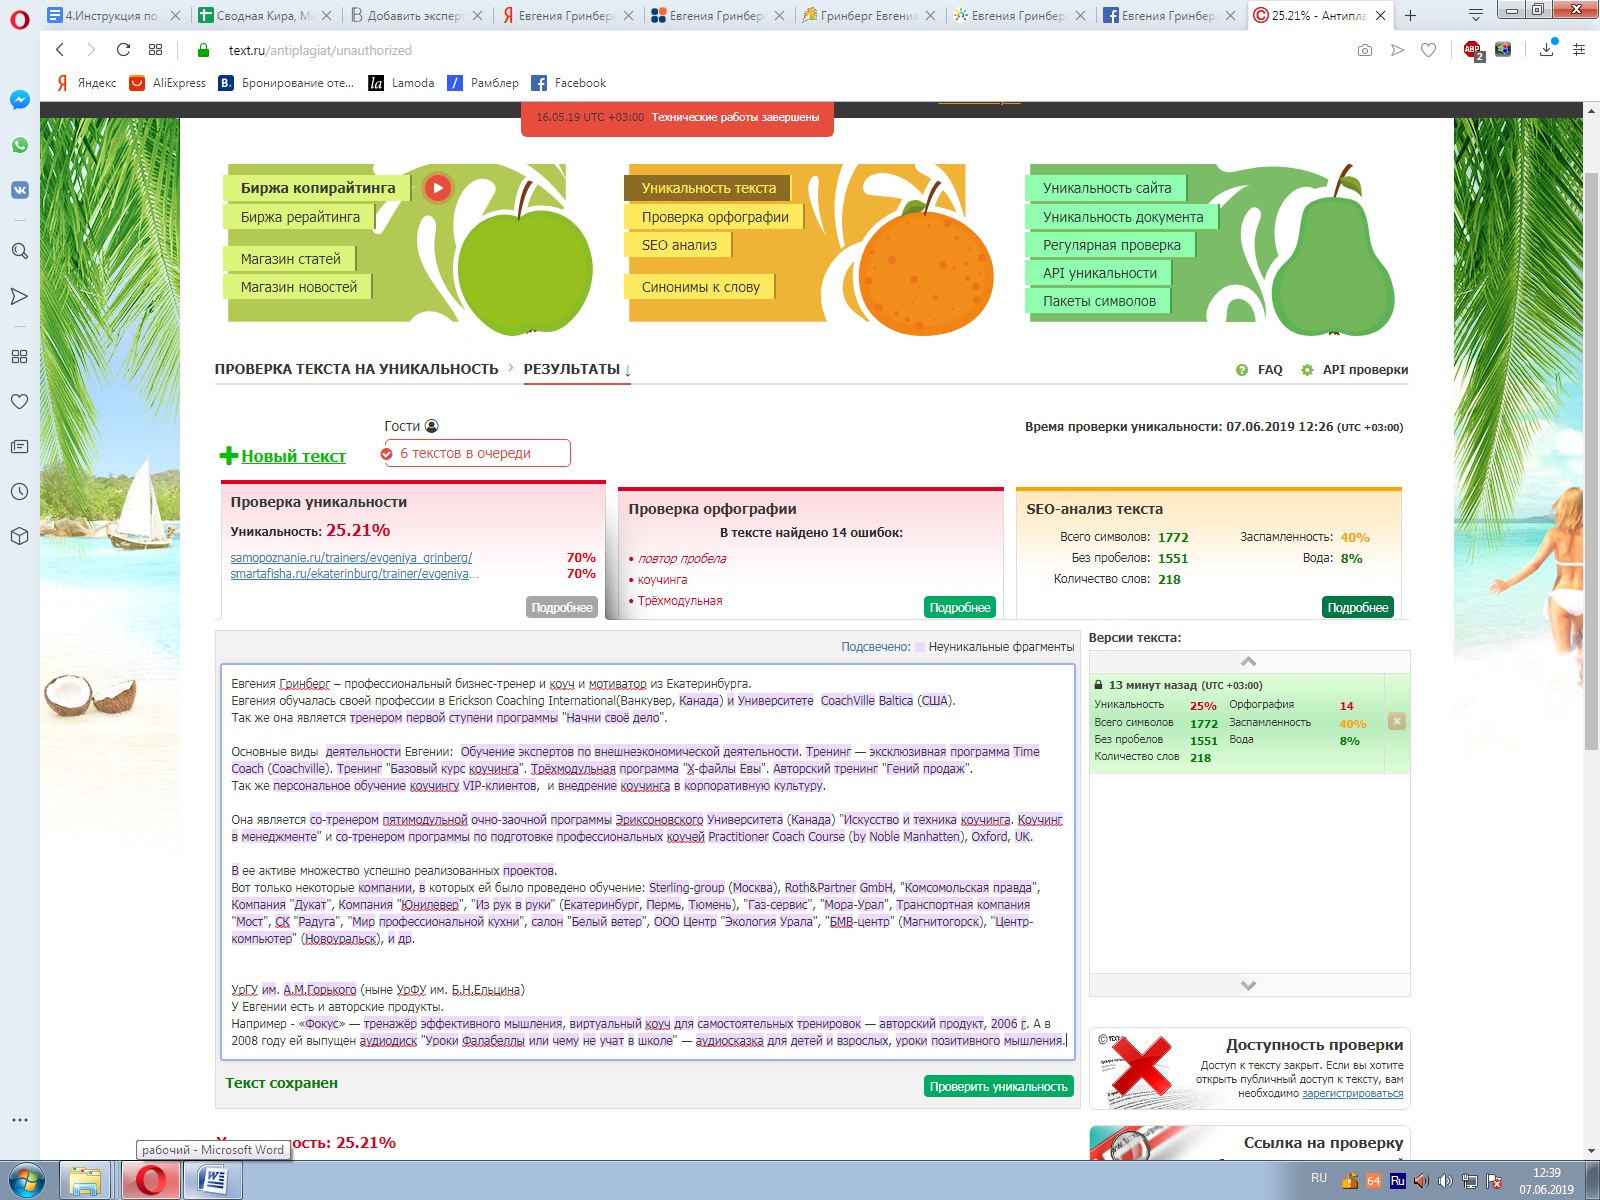 4.Инструкция по
Сводная Кира, М
Добавить эксперт
Евгения Гринберг
Евгения Гринберг
Гринберг Евгения
Евгения Гринберг
Евгения Гринберг
25.21% - Антипла
text.ru/antiplagiat/unauthorized
Яндекс
AliExpress
Бронирование оте...
Lamoda
Рамблер
Facebook
16.05.19 UTC +03:00 Технические работы завершены
Биржа копирайтинга
Биржа рерайтинга
Магазин статей
Магазин новостей
Уникальность текста
Проверка орфографии
SEO анализ
Синонимы к слову
Уникальность сайта
Уникальность документа
Регулярная проверка
API уникальности
Пакеты символов
ПРОВЕРКА ТЕКСТА НА УНИКАЛЬНОСТЬ > РЕЗУЛЬТАТЫ ↓
FAQ
API проверки
Гости
Время проверки уникальности: 07.06.2019 12:26 (UTC +03:00)
Новый текст
6 текстов в очереди
Проверка уникальности
Уникальность: 25.21%
samopoznanie.ru/trainers/evgeniya_grinberg/ 70%
smartafisha.ru/ekaterinburg/trainer/evgeniya... 70%
Подробнее
Проверка орфографии
В тексте найдено 14 ошибок:
• повтор пробела
• коучинга
• Трёхмодульная
Подробнее
SEO-анализ текста
Всего символов: 1772 Заспамленность: 40%
Без пробелов: 1551 Вода: 8%
Количество слов: 218
Подробнее
Подсвечено: Неуникальные фрагменты
Евгения Гринберг – профессиональный бизнес-тренер и коуч и мотиватор из Екатеринбурга.
Евгения обучалась своей профессии в Erickson Coaching International(Ванкувер, Канада) и Университете CoachVille Baltica (США).
Так же она является тренером первой ступени программы "Начни своё дело".
Основные виды деятельности Евгении: Обучение экспертов по внешнеэкономической деятельности. Тренинг — эксклюзивная программа Time
Coach (Coachville). Тренинг "Базовый курс коучинга". Трёхмодульная программа "X-файлы Евы". Авторский тренинг "Гений продаж".
Так же персональное обучение коучингу VIP-клиентов, и внедрение коучинга в корпоративную культуру.
Она является со-тренером пятимодульной очно-заочной программы Эриксоновского Университета (Канада) "Искусство и техника коучинга. Коучинг
в менеджменте" и со-тренером программы по подготовке профессиональных коучей Practitioner Coach Course (by Noble Manhatten), Oxford, UK.
В ее активе множество успешно реализованных проектов.
Вот только некоторые компании, в которых ей было проведено обучение: Sterling-group (Москва), Roth&Partner GmbH, "Комсомольская правда",
Компания "Дукат", Компания "Юнилевер", "Из рук в руки" (Екатеринбург, Пермь, Тюмень), "Газ-сервис", "Мора-Урал", Транспортная компания
"Мост", СК "Радуга", "Мир профессиональной кухни", салон "Белый ветер", ООО Центр "Экология Урала", "БМВ-центр" (Магнитогорск), "Центр-
компьютер" (Новоуральск), и др.
УрГУ им. А.М.Горького (ныне УрФУ им. Б.Н.Ельцина)
У Евгении есть и авторские продукты.
Например - «Фокус» — тренажёр эффективного мышления, виртуальный коуч для самостоятельных тренировок — авторский продукт, 2006 г. А в
2008 году ей выпущен аудиодиск "Уроки Фалабеллы или чему не учат в школе" — аудиосказка для детей и взрослых, уроки позитивного мышления.
Текст сохранен
Проверить уникальность
Версии текста:
13 минут назад (UTC +03:00)
Уникальность 25% Орфография 14
Всего символов 1772 Заспамленность 40%
Без пробелов 1551 Вода 8%
Количество слов 218
Доступность проверки
Доступ к тексту закрыт. Если вы хотите
открыть публичный доступ к тексту, вам
необходимо зарегистрироваться
Ссылка на проверку
ость: 25.21%
рабочий - Microsoft Word
RU
64
Ru
12:39
07.06.2019